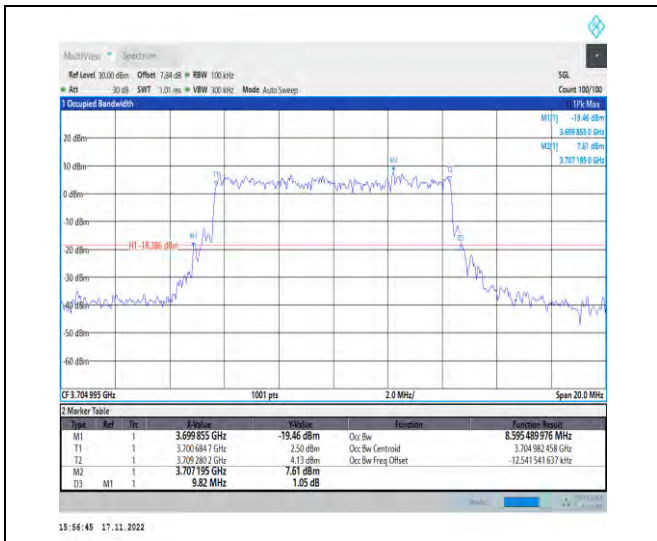 MultiView Spectrum
Ref Level 30.00 dBm Offset 7.84 dB RBW 100 kHz SGL
Att 30 dB SWT 1.01 ms VBW 300 kHz Mode Auto Sweep Count 100/100
1 Occupied Bandwidth 1Pk Max
M1[1] -19.46 dBm
3.699 855 0 GHz
M2[1] 7.61 dBm
3.707 195 0 GHz
20 dBm
M2
10 dBm
T1 T2
0 dBm
-10 dBm
M1 D3
-20 dBm
H1 -18.386 dBm
-30 dBm
-40 dBm
-50 dBm
-60 dBm
CF 3.704 995 GHz 1001 pts 2.0 MHz/ Span 20.0 MHz
2 Marker Table
Type Ref Trc X-Value Y-Value Function Function Result
M1 1 3.699 855 GHz -19.46 dBm Occ Bw 8.595 489 976 MHz
T1 1 3.700 684 7 GHz 2.50 dBm Occ Bw Centroid 3.704 982 458 GHz
T2 1 3.709 280 2 GHz 4.13 dBm Occ Bw Freq Offset -12.541 541 637 kHz
M2 1 3.707 195 GHz 7.61 dBm
D3 M1 1 9.82 MHz 1.05 dB
15:56:45 17.11.2022